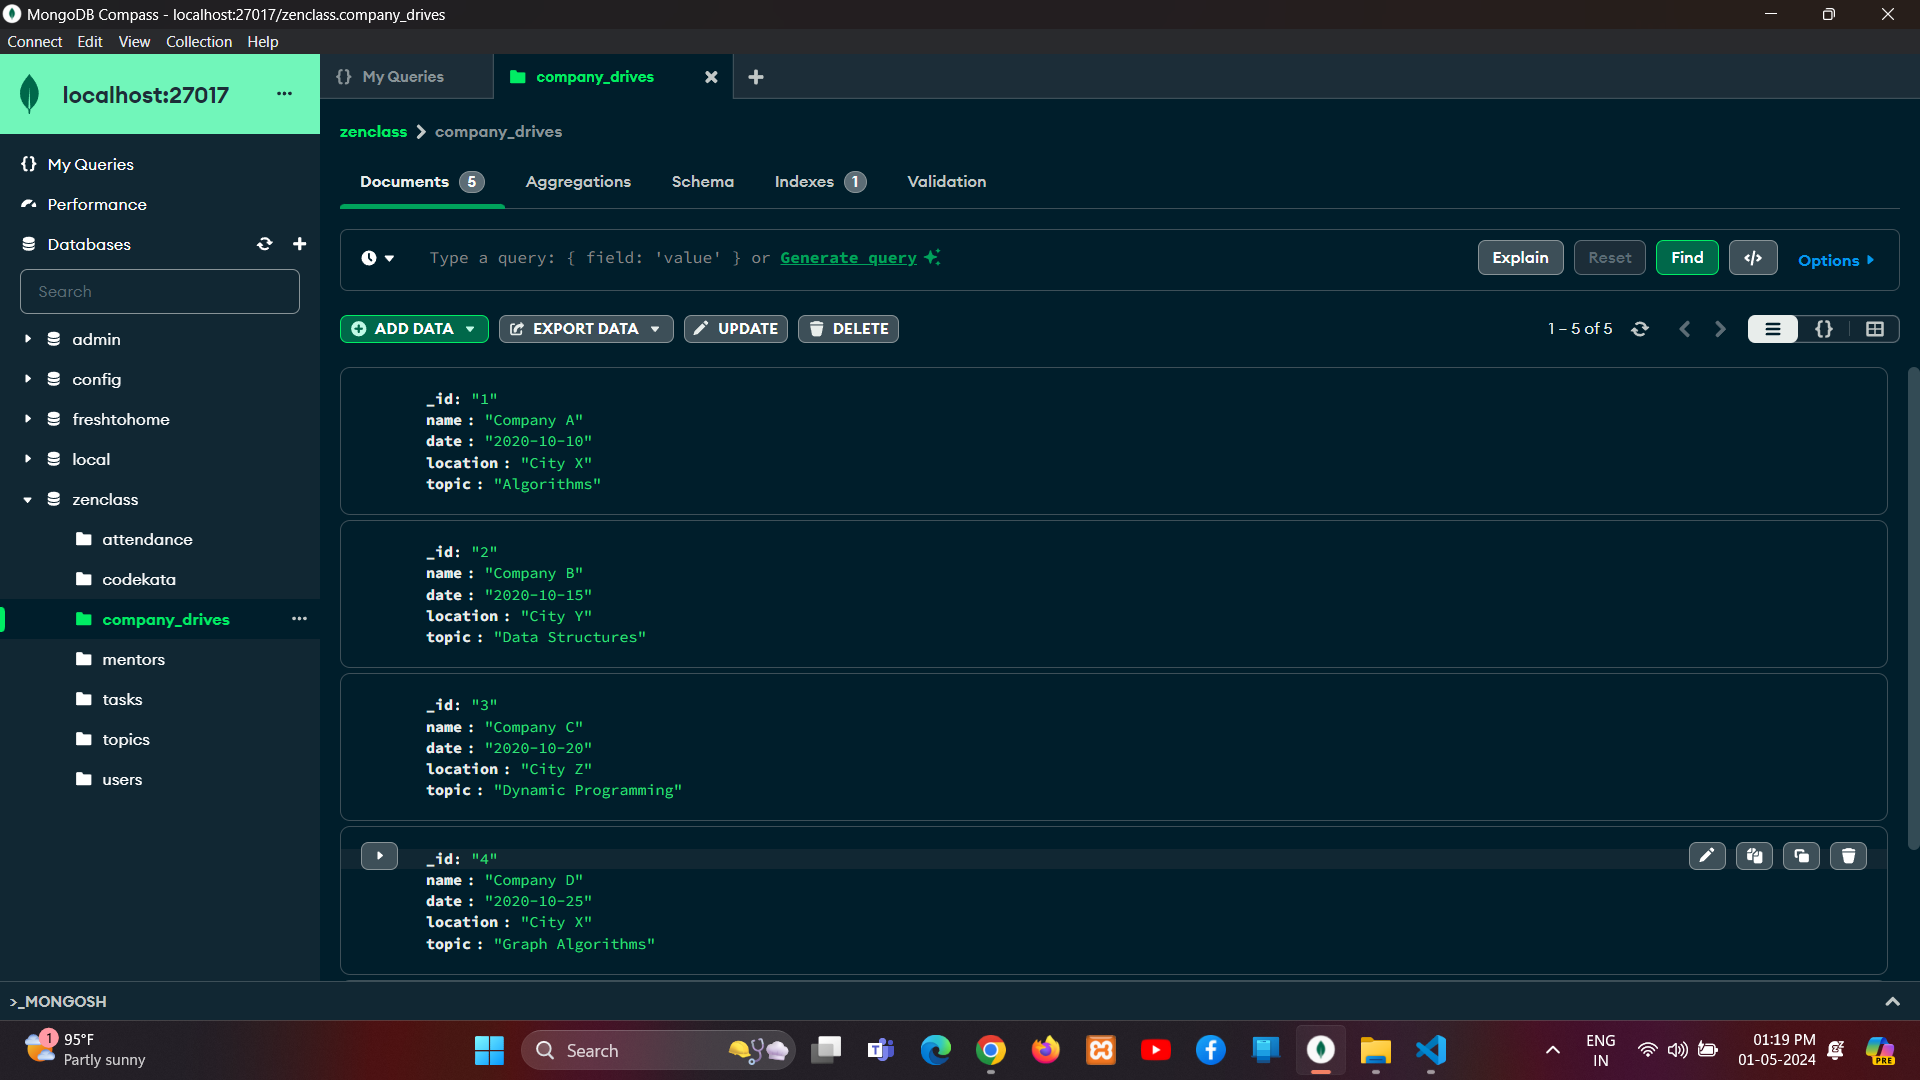 MongoDB Compass - localhost:27017/zenclass.company_drives
Connect Edit View Collection Help
localhost:27017 ...
{} My Queries
company_drives
zenclass > company_drives
My Queries
Performance
Databases
Search
admin
config
freshtohome
local
zenclass
attendance
codekata
company_drives ...
mentors
tasks
topics
users
Documents 5 Aggregations Schema Indexes 1 Validation
Type a query: { field: 'value' } or Generate query
Explain Reset Find </> Options
ADD DATA EXPORT DATA UPDATE DELETE
1 – 5 of 5 {}
_id: "1"
name : "Company A"
date : "2020-10-10"
location : "City X"
topic : "Algorithms"
_id: "2"
name : "Company B"
date : "2020-10-15"
location : "City Y"
topic : "Data Structures"
_id: "3"
name : "Company C"
date : "2020-10-20"
location : "City Z"
topic : "Dynamic Programming"
_id: "4"
name : "Company D"
date : "2020-10-25"
location : "City X"
topic : "Graph Algorithms"
>_MONGOSH
1
95°F
Partly sunny
Search
ENG
IN
01:19 PM
01-05-2024
PRE